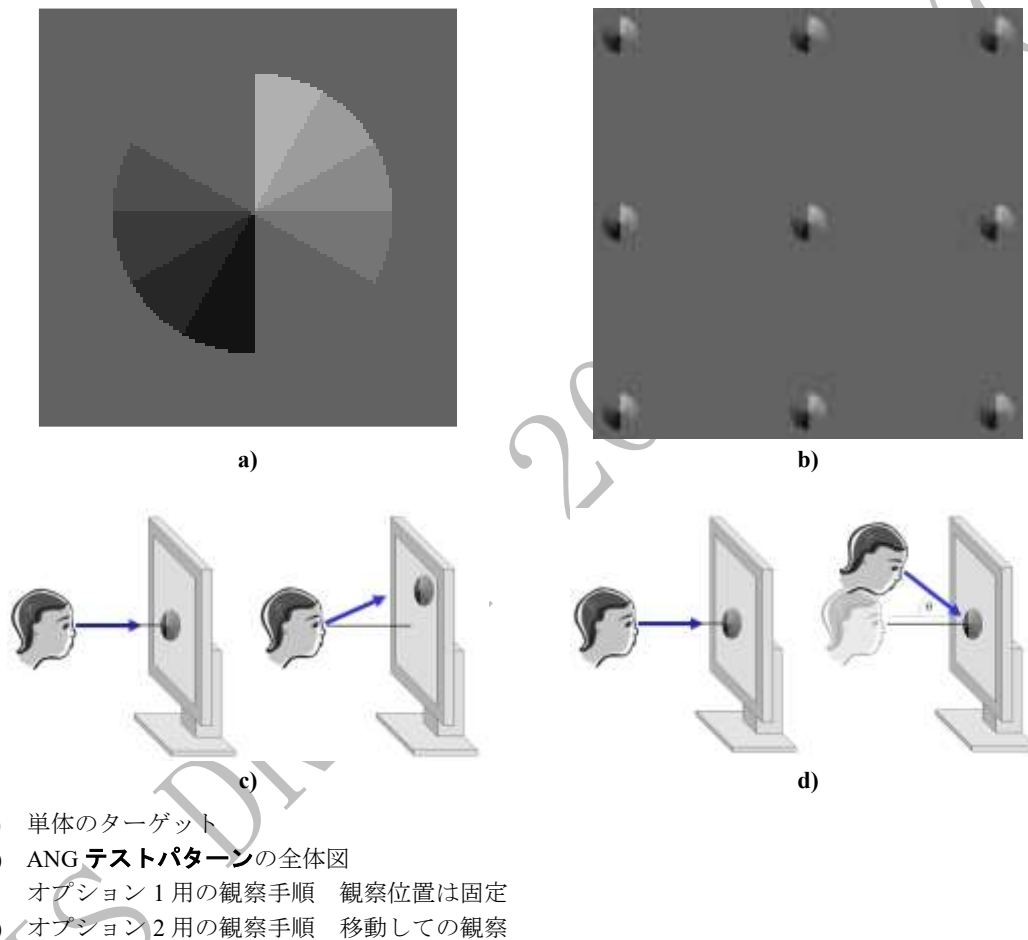 a)
b)
θ
c)
d)
単体のターゲット
ANG テストパターンの全体図
オプション 1 用の観察手順 観察位置は固定
オプション 2 用の観察手順 移動しての観察